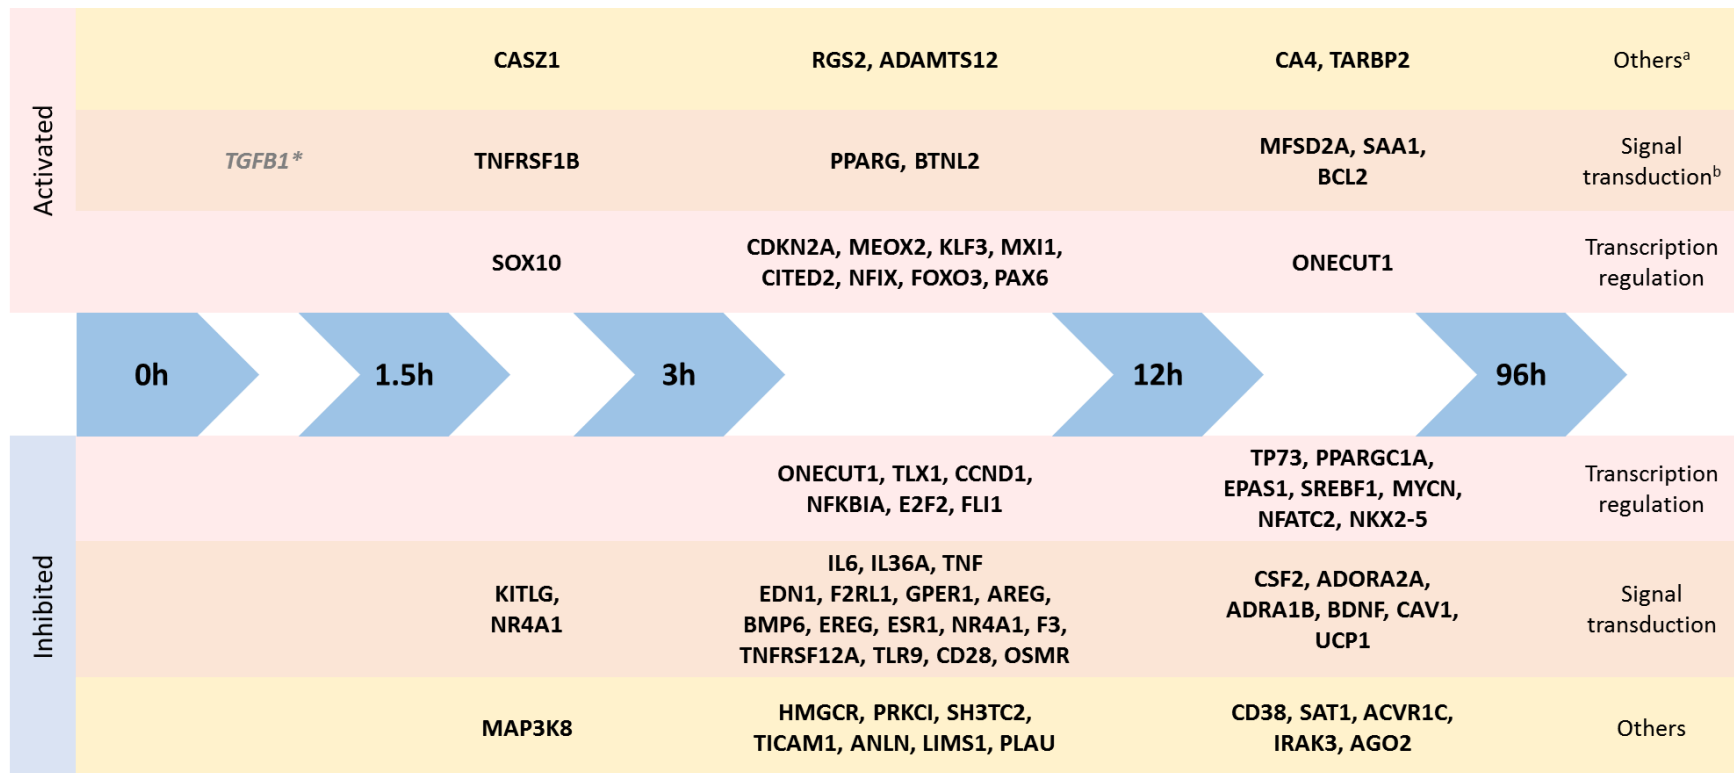 Activated
CASZ1
RGS2, ADAMTS12
CA4, TARBP2
Othersᵃ
TGFB1*
TNFRSF1B
PPARG, BTNL2
MFSD2A, SAA1,
BCL2
Signal
transductionᵇ
SOX10
CDKN2A, MEOX2, KLF3, MXI1,
CITED2, NFIX, FOXO3, PAX6
ONECUT1
Transcription
regulation
0h
1.5h
3h
12h
96h
Inhibited
ONECUT1, TLX1, CCND1,
NFKBIA, E2F2, FLI1
TP73, PPARGC1A,
EPAS1, SREBF1, MYCN,
NFATC2, NKX2-5
Transcription
regulation
KITLG,
NR4A1
IL6, IL36A, TNF
EDN1, F2RL1, GPER1, AREG,
BMP6, EREG, ESR1, NR4A1, F3,
TNFRSF12A, TLR9, CD28, OSMR
CSF2, ADORA2A,
ADRA1B, BDNF, CAV1,
UCP1
Signal
transduction
MAP3K8
HMGCR, PRKCI, SH3TC2,
TICAM1, ANLN, LIMS1, PLAU
CD38, SAT1, ACVR1C,
IRAK3, AGO2
Others